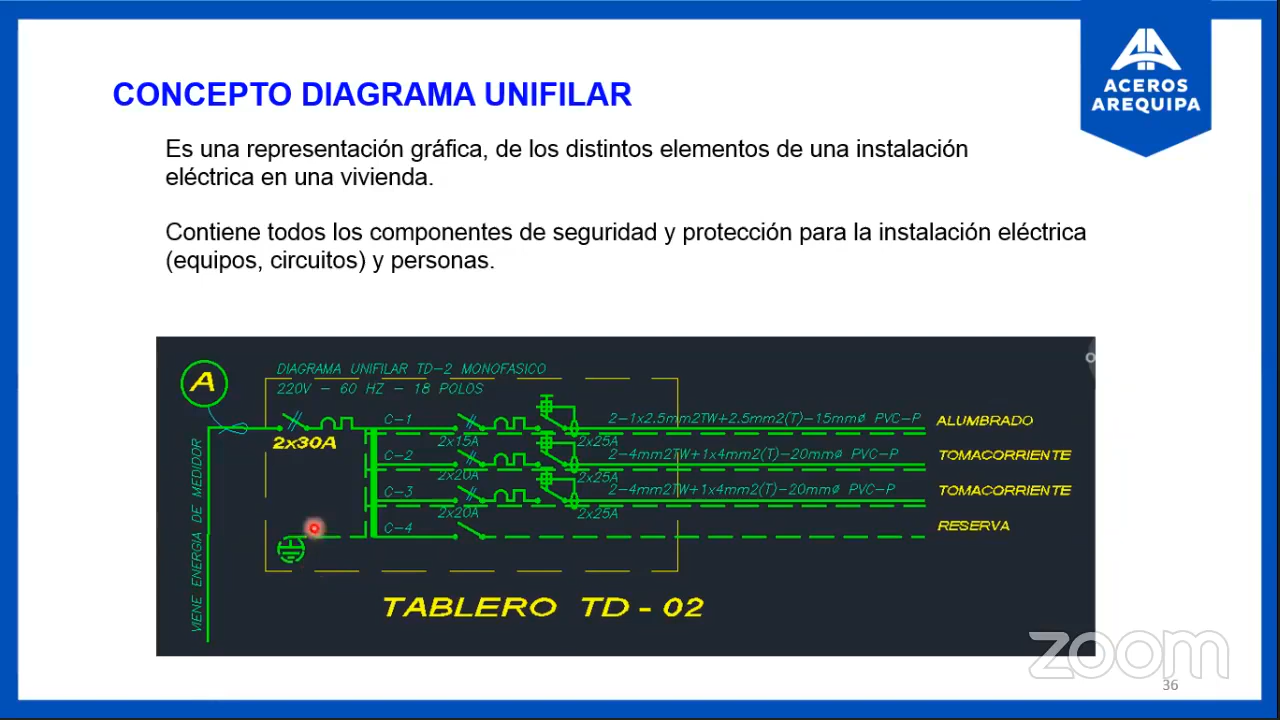 ACEROS
AREQUIPA
CONCEPTO DIAGRAMA UNIFILAR
Es una representación gráfica, de los distintos elementos de una instalación
eléctrica en una vivienda.
Contiene todos los componentes de seguridad y protección para la instalación eléctrica
(equipos, circuitos) y personas.
DIAGRAMA UNIFILAR TD-2 MONOFASICO
220V - 60 HZ - 18 POLOS
A
VIENE ENERGIA DE MEDIDOR
2x30A
C-1
2x15A
2x25A
2-1x2.5mm2TW+2.5mm2(T)-15mmø PVC-P
ALUMBRADO
C-2
2x20A
2x25A
2-4mm2TW+1x4mm2(T)-20mmø PVC-P
TOMACORRIENTE
C-3
2x20A
2x25A
2-4mm2TW+1x4mm2(T)-20mmø PVC-P
TOMACORRIENTE
C-4
RESERVA
TABLERO TD - 02
zoom
36